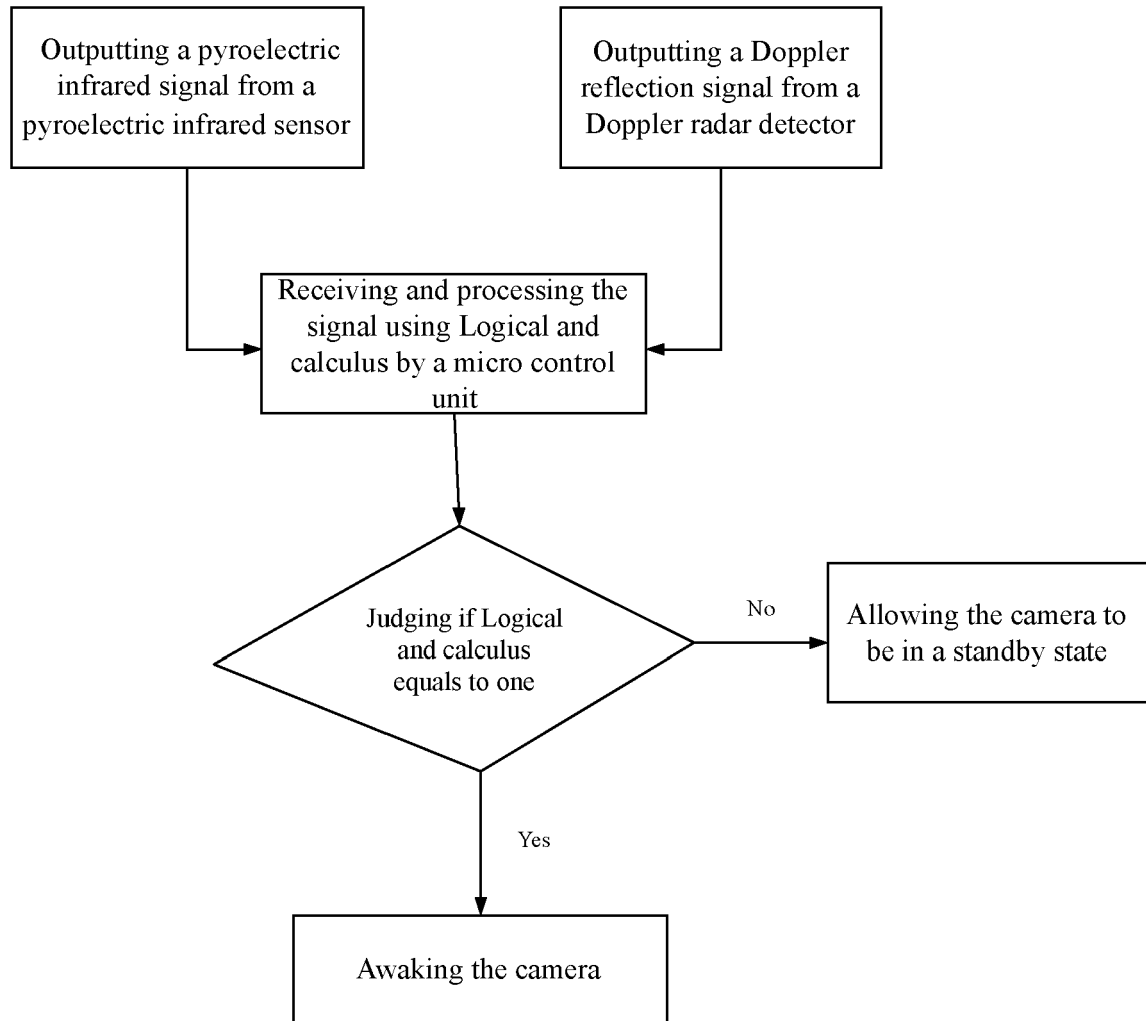 Outputting a pyroelectric
infrared signal from a
pyroelectric infrared sensor
Outputting a Doppler
reflection signal from a
Doppler radar detector
Receiving and processing the
signal using Logical and
calculus by a micro control
unit
Judging if Logical
and calculus
equals to one
No
Allowing the camera to
be in a standby state
Yes
Awaking the camera